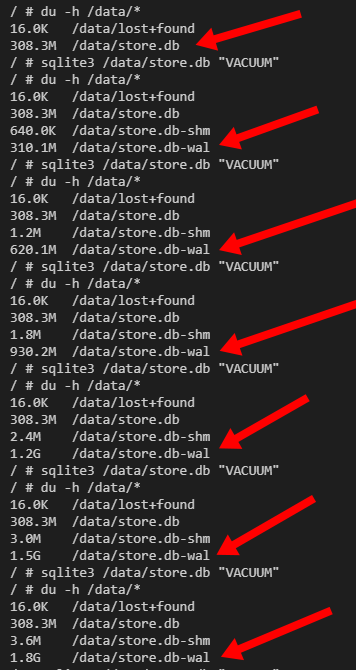 / # du -h /data/*
16.0K /data/lost+found
308.3M /data/store.db
/ # sqlite3 /data/store.db "VACUUM"
/ # du -h /data/*
16.0K /data/lost+found
308.3M /data/store.db
640.0K /data/store.db-shm
310.1M /data/store.db-wal
/ # sqlite3 /data/store.db "VACUUM"
/ # du -h /data/*
16.0K /data/lost+found
308.3M /data/store.db
1.2M /data/store.db-shm
620.1M /data/store.db-wal
/ # sqlite3 /data/store.db "VACUUM"
/ # du -h /data/*
16.0K /data/lost+found
308.3M /data/store.db
1.8M /data/store.db-shm
930.2M /data/store.db-wal
/ # sqlite3 /data/store.db "VACUUM"
/ # du -h /data/*
16.0K /data/lost+found
308.3M /data/store.db
2.4M /data/store.db-shm
1.2G /data/store.db-wal
/ # sqlite3 /data/store.db "VACUUM"
/ # du -h /data/*
16.0K /data/lost+found
308.3M /data/store.db
3.0M /data/store.db-shm
1.5G /data/store.db-wal
/ # sqlite3 /data/store.db "VACUUM"
/ # du -h /data/*
16.0K /data/lost+found
308.3M /data/store.db
3.6M /data/store.db-shm
1.8G /data/store.db-wal